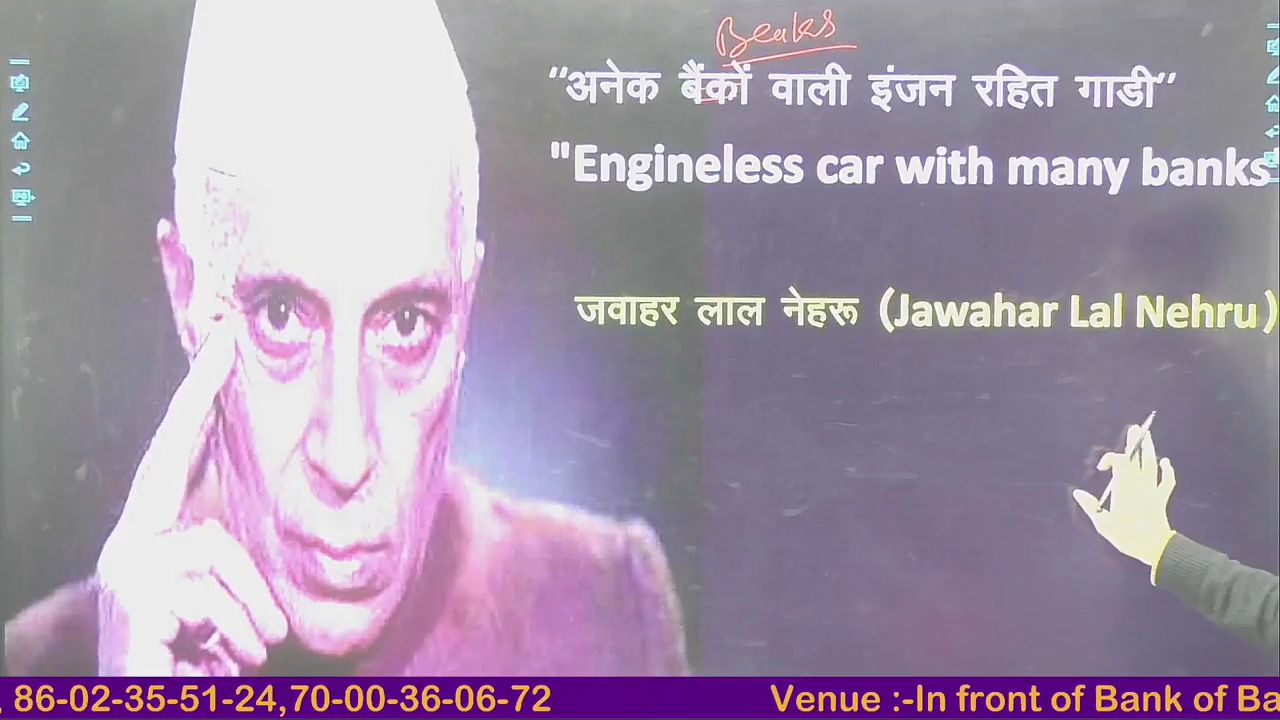 Beaks
"अनेक बैंकों वाली इंजन रहित गाडी"
"Engineless car with many banks"
जवाहर लाल नेहरू (Jawahar Lal Nehru)
, 86-02-35-51-24,70-00-36-06-72 Venue :-In front of Bank of Ba